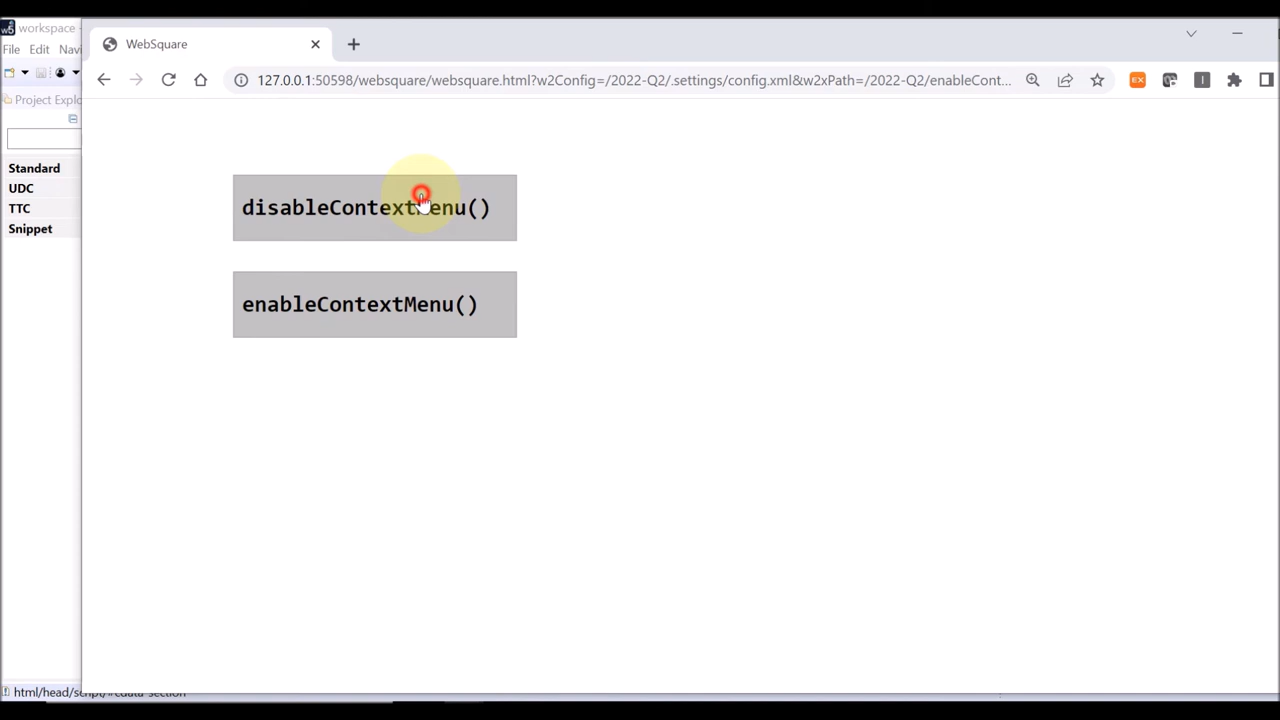 workspace -
WebSquare
File Edit Navi
127.0.0.1:50598/websquare/websquare.html?w2Config=/2022-Q2/.settings/config.xml&w2xPath=/2022-Q2/enableCont...
EX
Project Explo
Standard
UDC
TTC
Snippet
disableContextMenu()
enableContextMenu()
html/head/script/#cdata-section